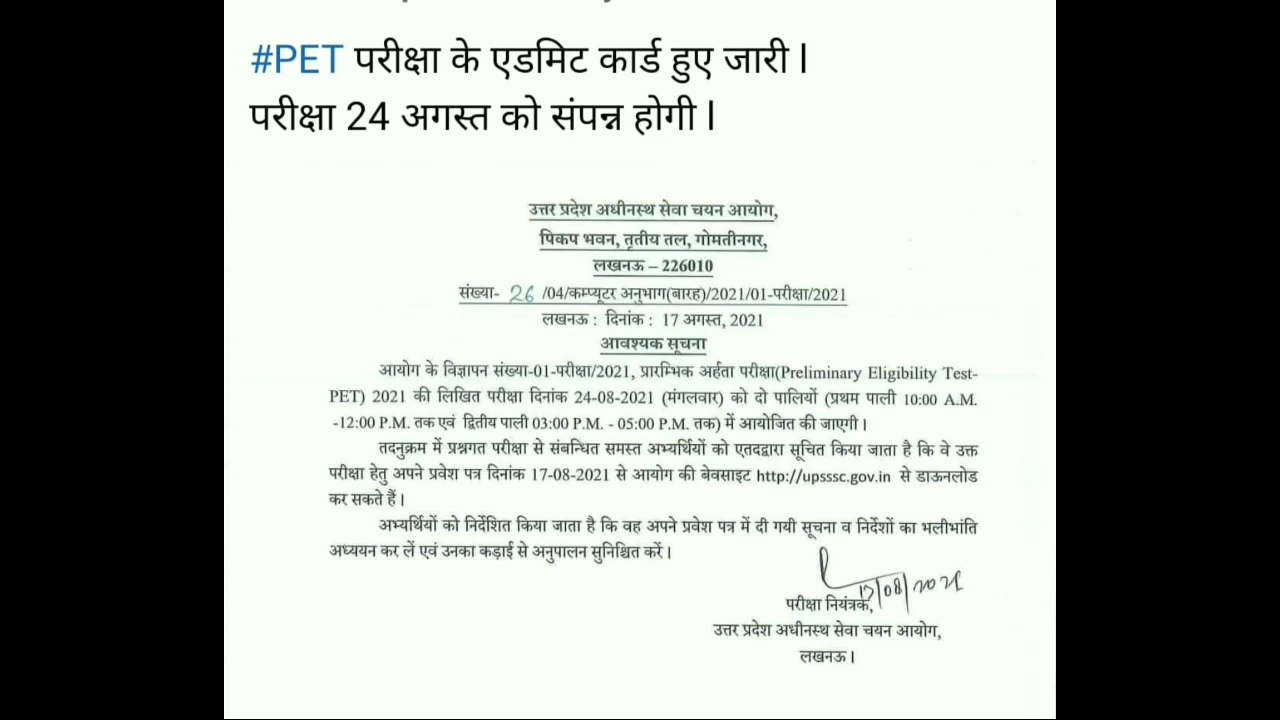 #PET परीक्षा के एडमिट कार्ड हुए जारी l
परीक्षा 24 अगस्त को संपन्न होगी l
उत्तर प्रदेश अधीनस्थ सेवा चयन आयोग,
पिकप भवन, तृतीय तल, गोमतीनगर,
लखनऊ – 226010
संख्या- 26 /04/कम्प्यूटर अनुभाग(बारह)/2021/01-परीक्षा/2021
लखनऊ : दिनांक : 17 अगस्त, 2021
आवश्यक सूचना
आयोग के विज्ञापन संख्या-01-परीक्षा/2021, प्रारम्भिक अर्हता परीक्षा(Preliminary Eligibility Test-
PET) 2021 की लिखित परीक्षा दिनांक 24-08-2021 (मंगलवार) को दो पालियों (प्रथम पाली 10:00 A.M.
-12:00 P.M. तक एवं द्वितीय पाली 03:00 P.M. - 05:00 P.M. तक) में आयोजित की जाएगी।
तदनुक्रम में प्रश्नगत परीक्षा से संबन्धित समस्त अभ्यर्थियों को एतदद्वारा सूचित किया जाता है कि वे उक्त
परीक्षा हेतु अपने प्रवेश पत्र दिनांक 17-08-2021 से आयोग की बेवसाइट http://upsssc.gov.in से डाऊनलोड
कर सकते हैं।
अभ्यर्थियों को निर्देशित किया जाता है कि वह अपने प्रवेश पत्र में दी गयी सूचना व निर्देशों का भलीभांति
अध्ययन कर लें एवं उनका कड़ाई से अनुपालन सुनिश्चित करें।
17/08/2021
परीक्षा नियंत्रक,
उत्तर प्रदेश अधीनस्थ सेवा चयन आयोग,
लखनऊ।